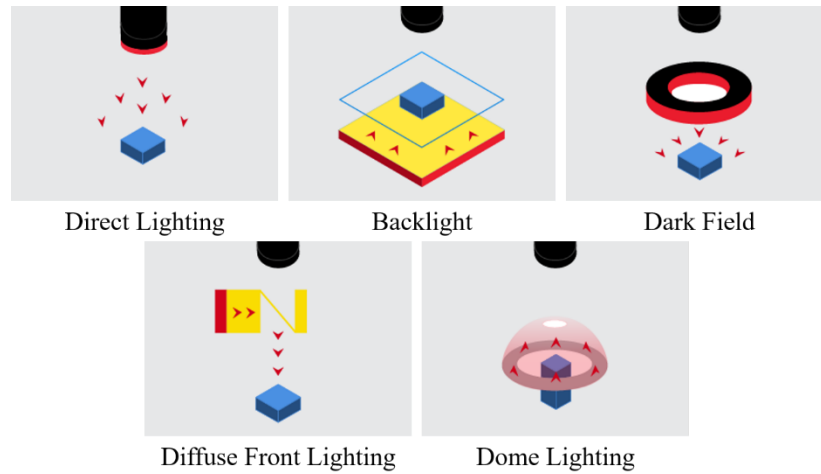 Direct Lighting
Backlight
Dark Field
Diffuse Front Lighting
Dome Lighting